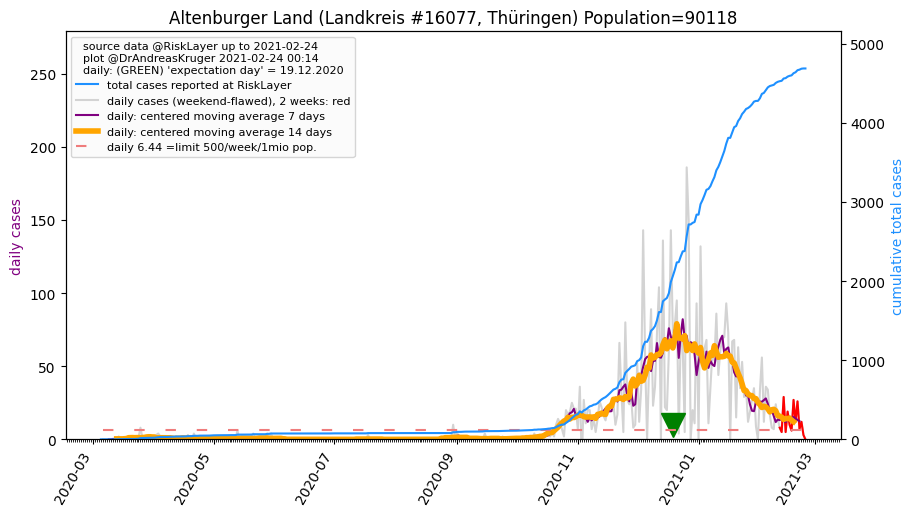 Altenburger Land (Landkreis #16077, Thüringen) Population=90118
source data @RiskLayer up to 2021-02-24
plot @DrAndreasKruger 2021-02-24 00:14
daily: (GREEN) 'expectation day' = 19.12.2020
total cases reported at RiskLayer
daily cases (weekend-flawed), 2 weeks: red
daily: centered moving average 7 days
daily: centered moving average 14 days
daily 6.44 =limit 500/week/1mio pop.
daily cases
250
200
150
100
50
0
cumulative total cases
5000
4000
3000
2000
1000
0
2020-03
2020-05
2020-07
2020-09
2020-11
2021-01
2021-03